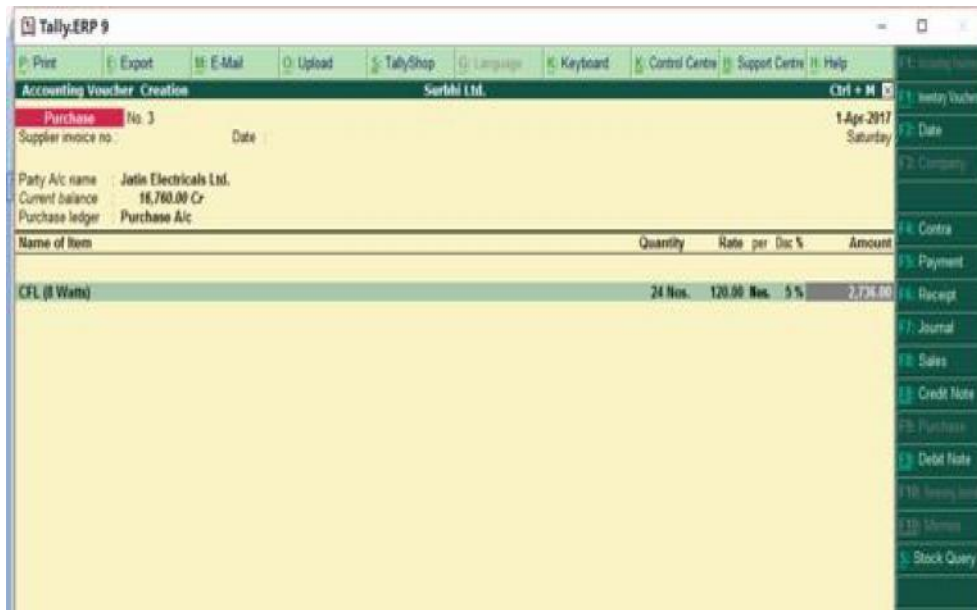 Tally.ERP 9
P: Print E: Export M: E-Mail O: Upload S: TallyShop G: Language K: Keyboard K: Control Centre H: Support Centre H: Help
Accounting Voucher Creation Surbhi Ltd. Ctrl + M
Purchase No. 3 1-Apr-2017
Supplier invoice no.: Date : Saturday
Party A/c name : Jatin Electricals Ltd.
Current balance : 16,760.00 Cr
Purchase ledger : Purchase A/c
Name of Item Quantity Rate per Disc % Amount
CFL (8 Watts) 24 Nos. 120.00 Nos. 5 % 2,736.00
F1: Inventory Vouchers
F2: Date
F3: Company
F4: Contra
F5: Payment
F6: Receipt
F7: Journal
F8: Sales
F8: Credit Note
F9: Purchase
F9: Debit Note
F10: Memos
S: Stock Query